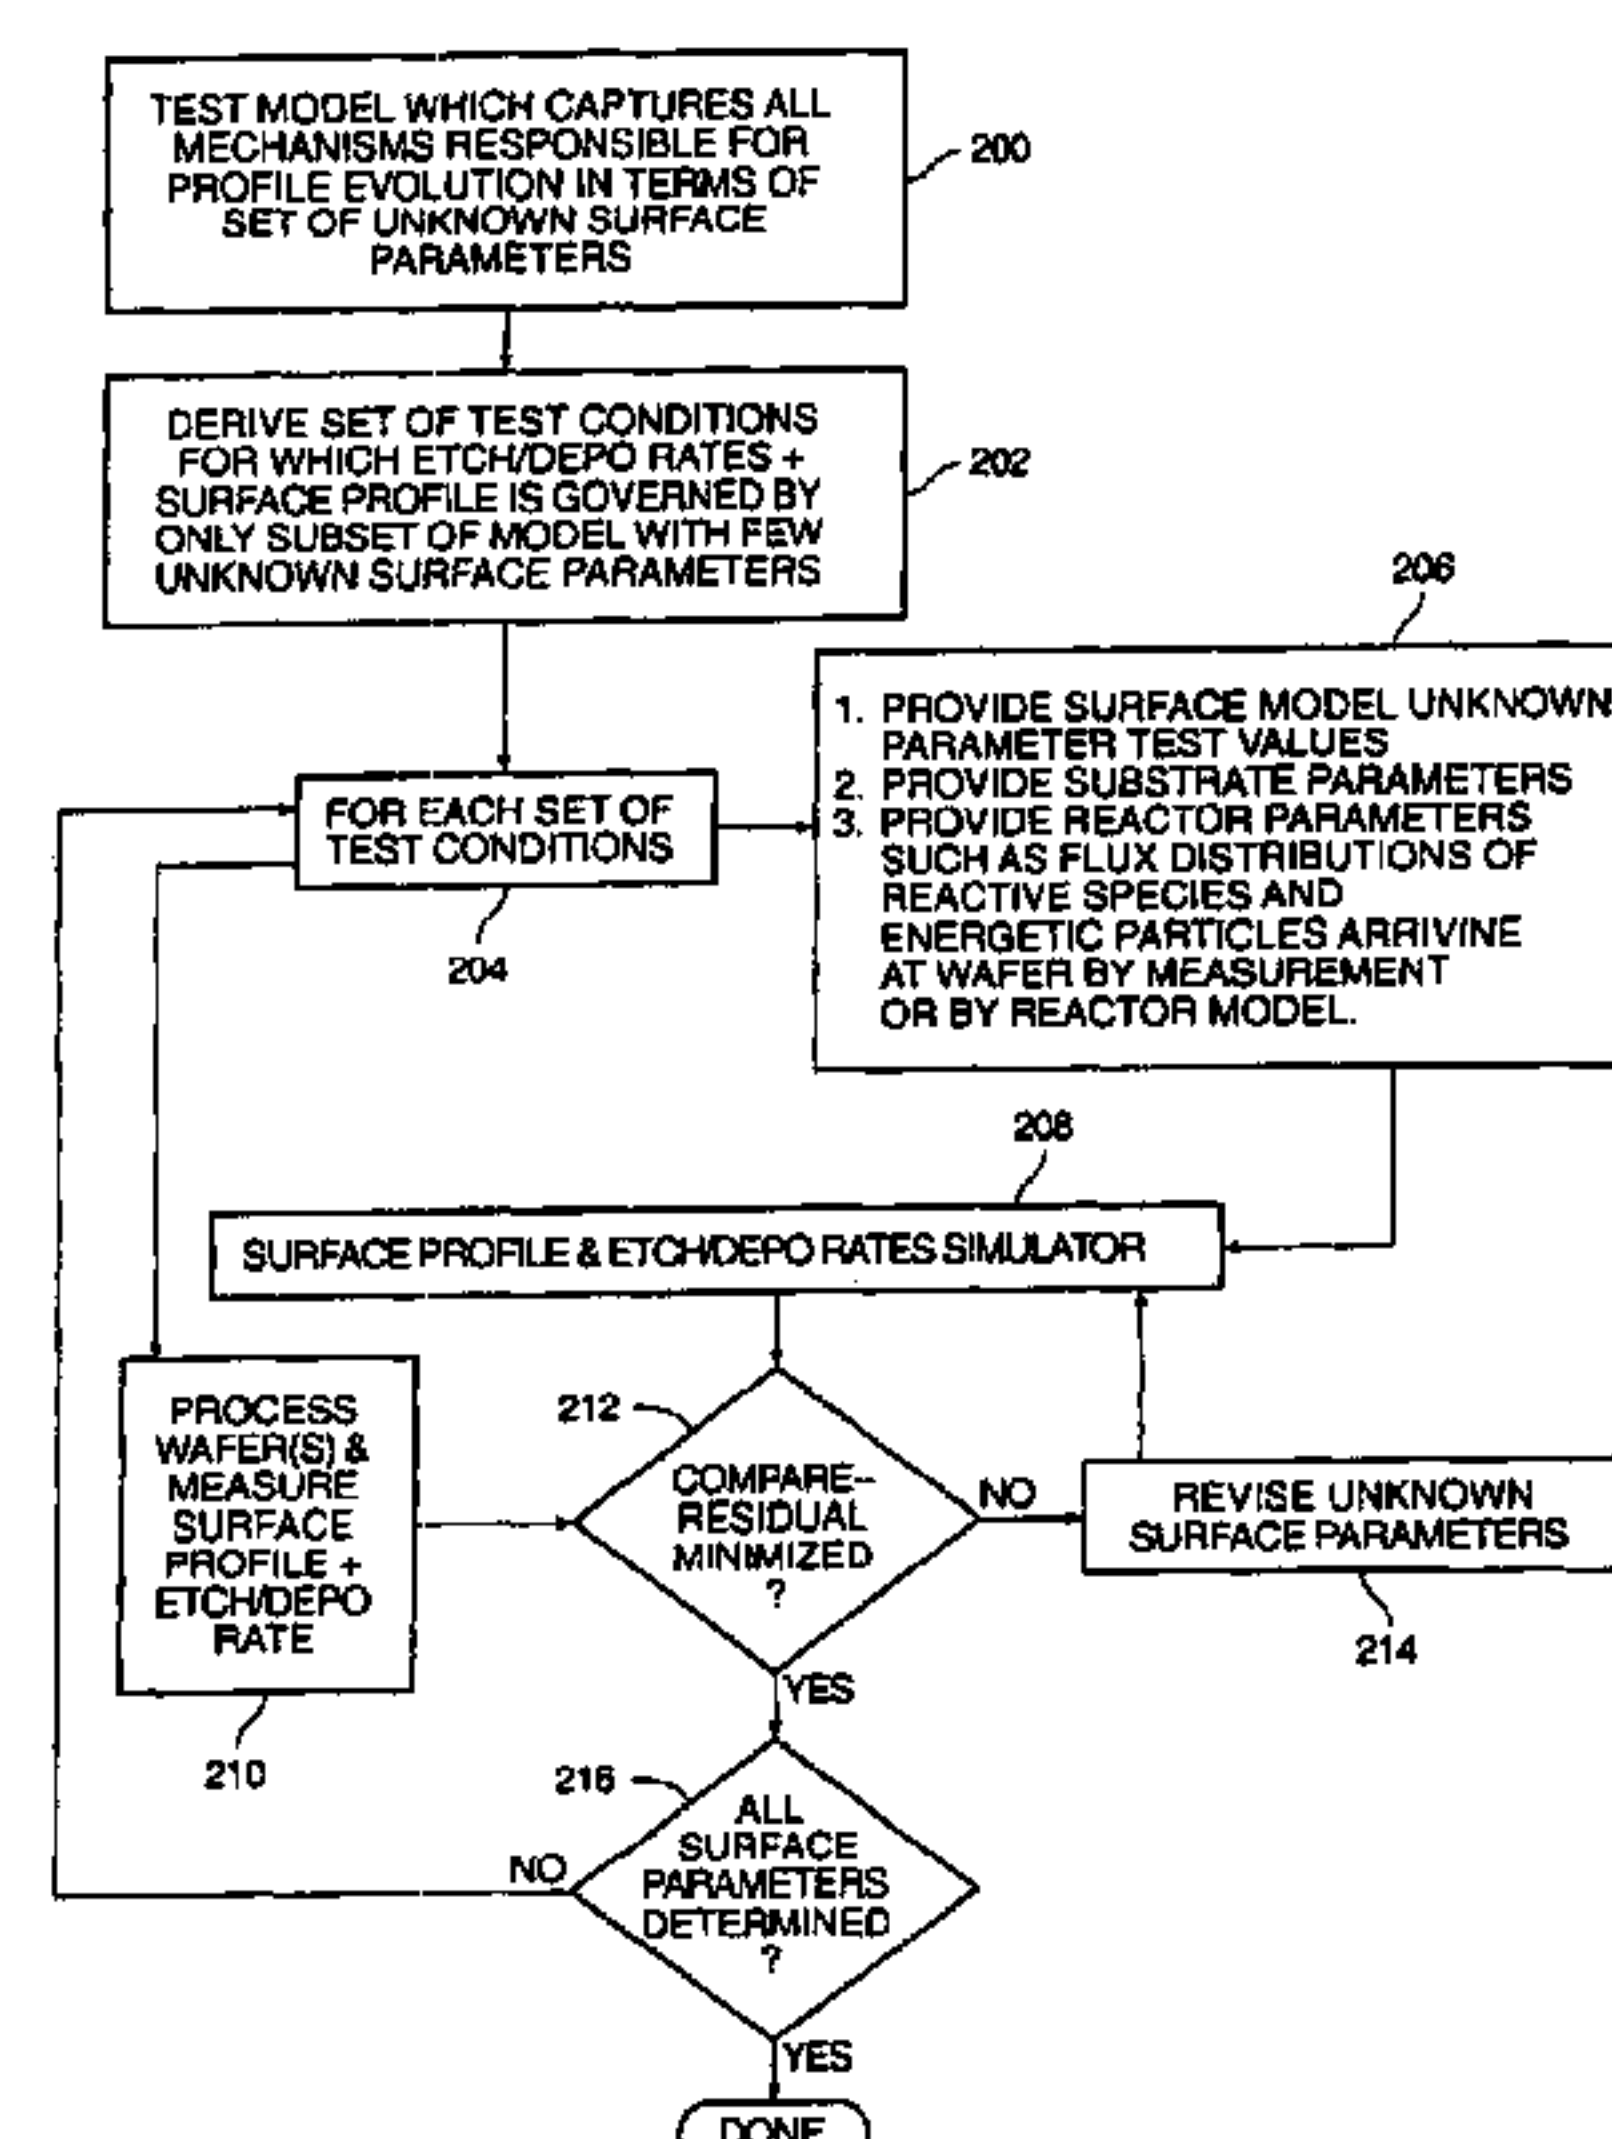 TEST MODEL WHICH CAPTURES ALL
MECHANISMS RESPONSIBLE FOR
PROFILE EVOLUTION IN TERMS OF
SET OF UNKNOWN SURFACE
PARAMETERS
200
DERIVE SET OF TEST CONDITIONS
FOR WHICH ETCH/DEPO RATES +
SURFACE PROFILE IS GOVERNED BY
ONLY SUBSET OF MODEL WITH FEW
UNKNOWN SURFACE PARAMETERS
202
206
1. PROVIDE SURFACE MODEL UNKNOWN
PARAMETER TEST VALUES
2. PROVIDE SUBSTRATE PARAMETERS
3. PROVIDE REACTOR PARAMETERS
SUCH AS FLUX DISTRIBUTIONS OF
REACTIVE SPECIES AND
ENERGETIC PARTICLES ARRIVINE
AT WAFER BY MEASUREMENT
OR BY REACTOR MODEL.
FOR EACH SET OF
TEST CONDITIONS
204
208
SURFACE PROFILE & ETCH/DEPO RATES SIMULATOR
PROCESS
WAFER(S) &
MEASURE
SURFACE
PROFILE +
ETCH/DEPO
RATE
210
212
COMPARE--
RESIDUAL
MINIMIZED
?
NO
REVISE UNKNOWN
SURFACE PARAMETERS
214
YES
216
ALL
SURFACE
PARAMETERS
DETERMINED
?
NO
YES
DONE